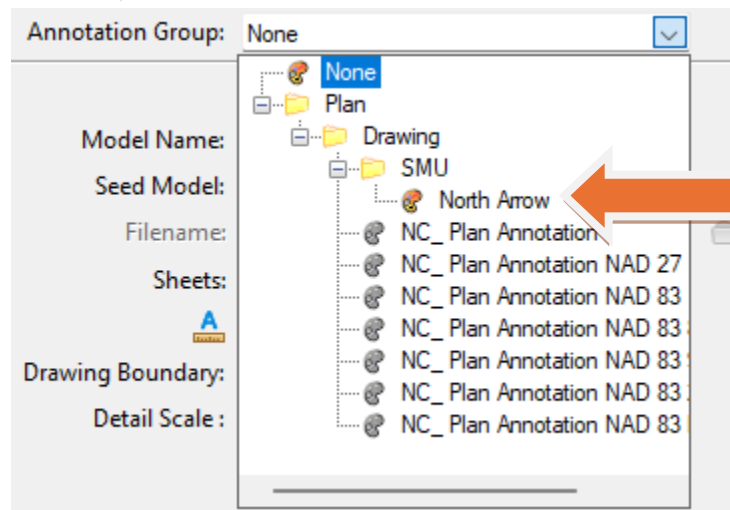 Annotation Group: None
None
Plan
Drawing
Model Name:
SMU
Seed Model:
North Arrow
Filename:
NC_ Plan Annotation
NC_ Plan Annotation NAD 27
Sheets:
NC_ Plan Annotation NAD 83
A
NC_ Plan Annotation NAD 83
Drawing Boundary:
NC_ Plan Annotation NAD 83
NC_ Plan Annotation NAD 83
Detail Scale :
NC_ Plan Annotation NAD 83